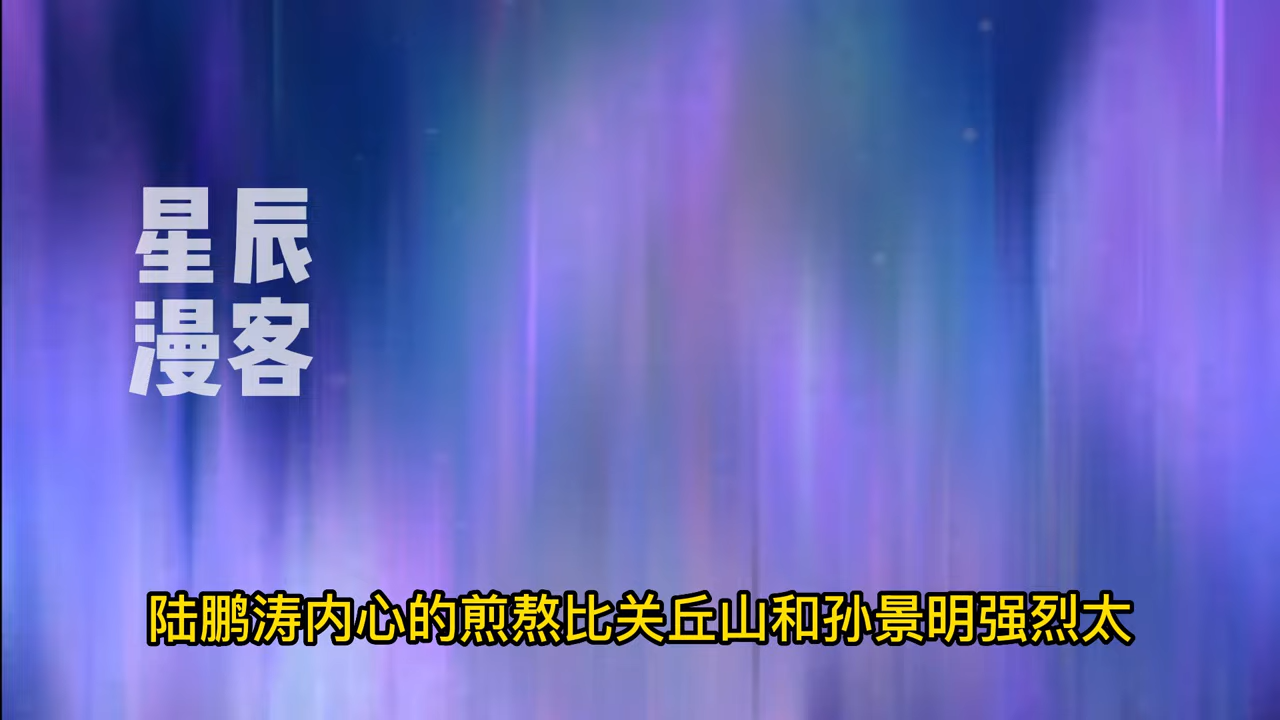 星辰
漫客
陆鹏涛内心的煎熬比关丘山和孙景明强烈太